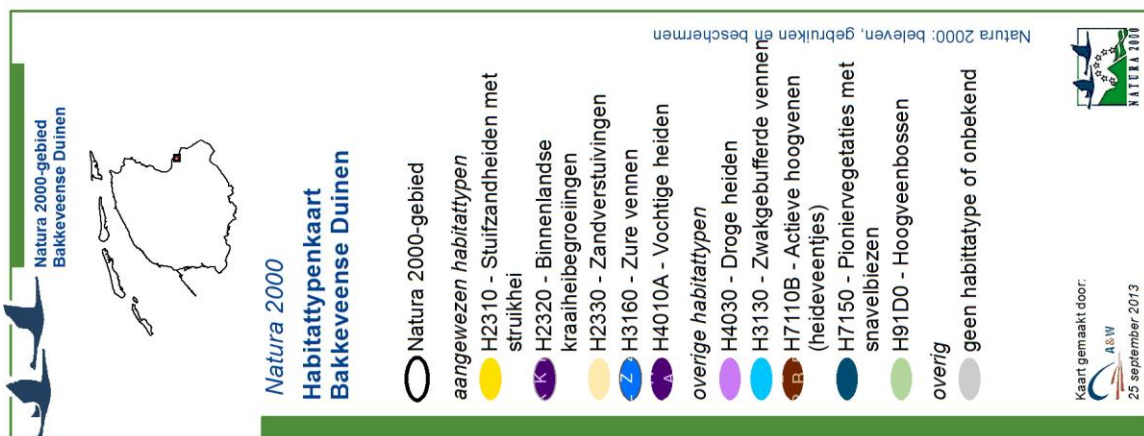 Natura 2000-gebied
Bakkeveense Duinen
Natura 2000
Habitattypenkaart
Bakkeveense Duinen
Natura 2000-gebied
aangewezen habitattypen
H2310 - Stuifzandheiden met
struikhei
K
H2320 - Binnenlandse
kraaiheibegroeiingen
H2330 - Zandverstuivingen
Z
H3160 - Zure vennen
A
H4010A - Vochtige heiden
overige habitattypen
H4030 - Droge heiden
H3130 - Zwakgebufferde vennen
B
H7110B - Actieve hoogvenen
(heideveentjes)
H7150 - Pioniervegetaties met
snavelbiezen
H91D0 - Hoogveenbossen
overig
geen habittatype of onbekend
Natura 2000: beleven, gebruiken en beschermen
Kaart gemaakt door:
A&W
25 september 2013
NATURA 2000